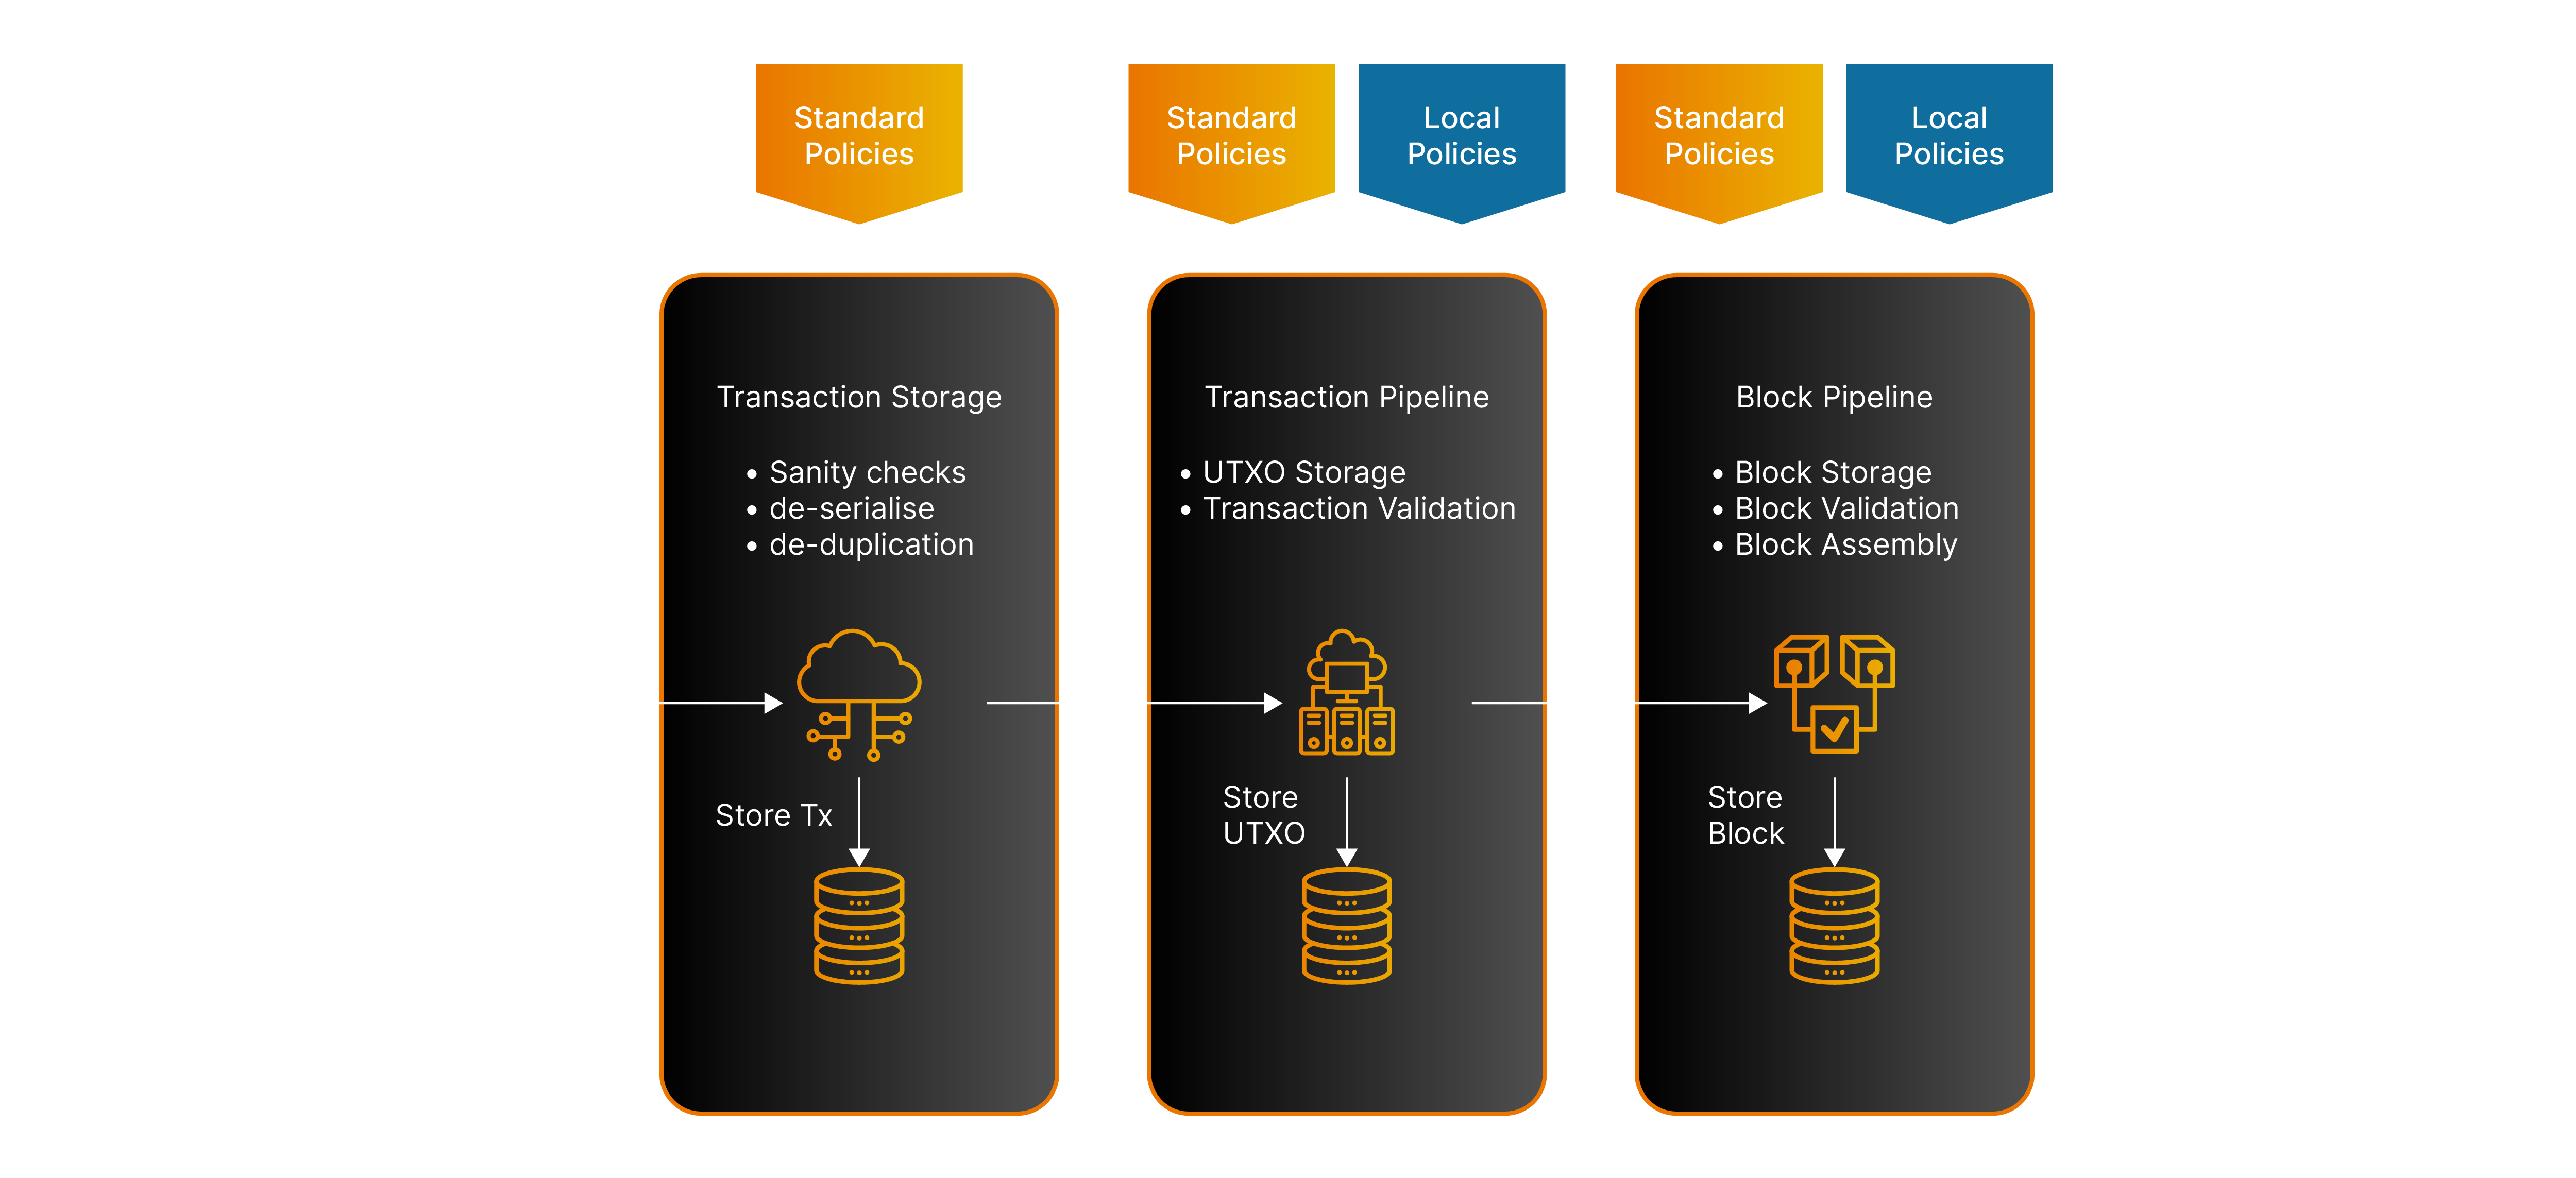 Standard
Policies
Standard
Policies
Local
Policies
Standard
Policies
Local
Policies
Transaction Storage
• Sanity checks
• de-serialise
• de-duplication
Store Tx
Transaction Pipeline
• UTXO Storage
• Transaction Validation
Store
UTXO
Block Pipeline
• Block Storage
• Block Validation
• Block Assembly
Store
Block